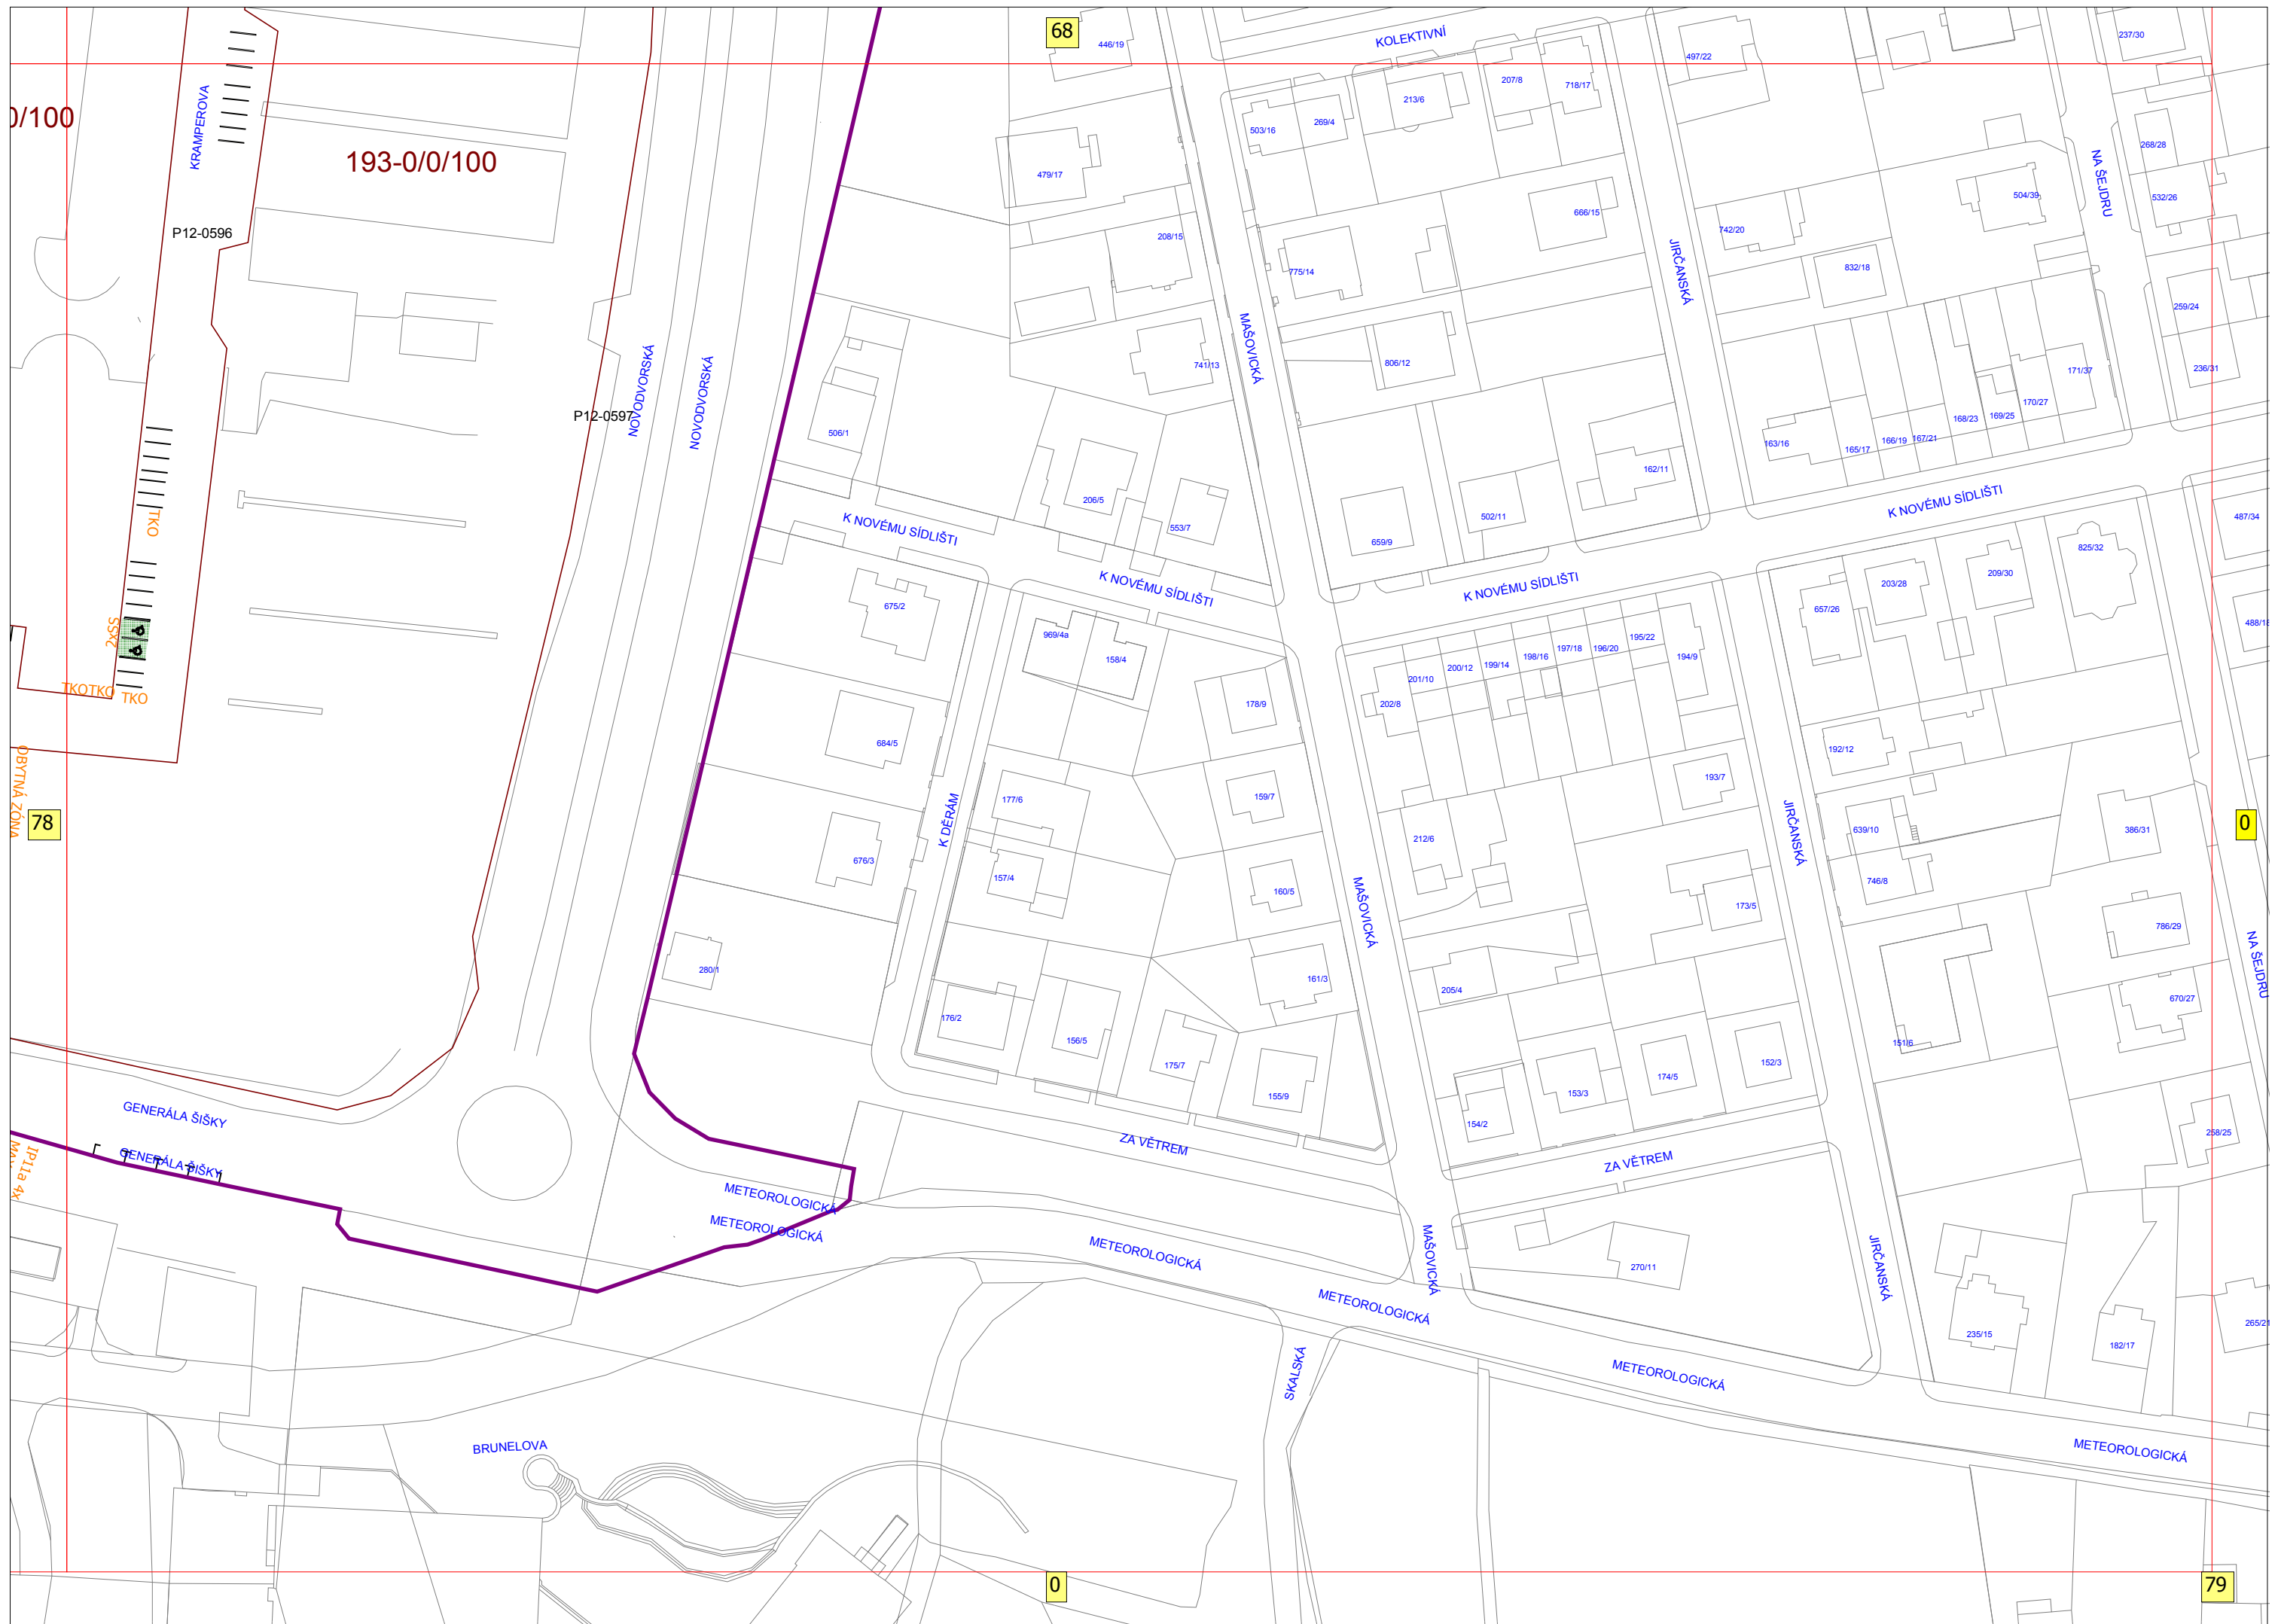 68
KOLEKTIVNÍ
446/19
497/22
237/30
207/8
718/17
213/6
0/100
KRAMPEROVA
193-0/0/100
503/16
269/4
268/28
479/17
NA ŠEJDRU
504/39
532/26
P12-0596
666/15
742/20
208/15
JIRČANSKÁ
775/14
832/18
259/24
MAŠOVICKÁ
741/13
806/12
236/31
171/37
NOVODVORSKÁ
NOVODVORSKÁ
P12-0597
170/27
169/25
168/23
506/1
163/16
165/17
166/19
167/21
162/11
206/5
553/7
502/11
659/9
K NOVÉMU SÍDLIŠTI
487/34
TKO
K NOVÉMU SÍDLIŠTI
825/32
K NOVÉMU SÍDLIŠTI
K NOVÉMU SÍDLIŠTI
203/28
209/30
657/26
675/2
488/18
2xSS
969/4a
158/4
195/22
196/20
197/18
198/16
199/14
200/12
201/10
194/9
202/8
178/9
TKOTKO
TKO
684/5
192/12
OBYTNÁ ZÓNA
193/7
177/6
159/7
78
0
K DĚRÁM
JIRČANSKÁ
639/10
386/31
212/6
676/3
157/4
746/8
160/5
173/5
MAŠOVICKÁ
786/29
NA ŠEJDRU
280/1
161/3
205/4
670/27
176/2
156/5
151/6
175/7
155/9
174/5
152/3
153/3
154/2
GENERÁLA ŠIŠKY
258/25
ZA VĚTREM
GENERÁLA ŠIŠKY
ZA VĚTREM
IP11a 4x
METEOROLOGICKÁ
METEOROLOGICKÁ
METEOROLOGICKÁ
MAŠOVICKÁ
270/11
JIRČANSKÁ
METEOROLOGICKÁ
235/15
182/17
265/21
SKALSKÁ
METEOROLOGICKÁ
BRUNELOVA
METEOROLOGICKÁ
0
79